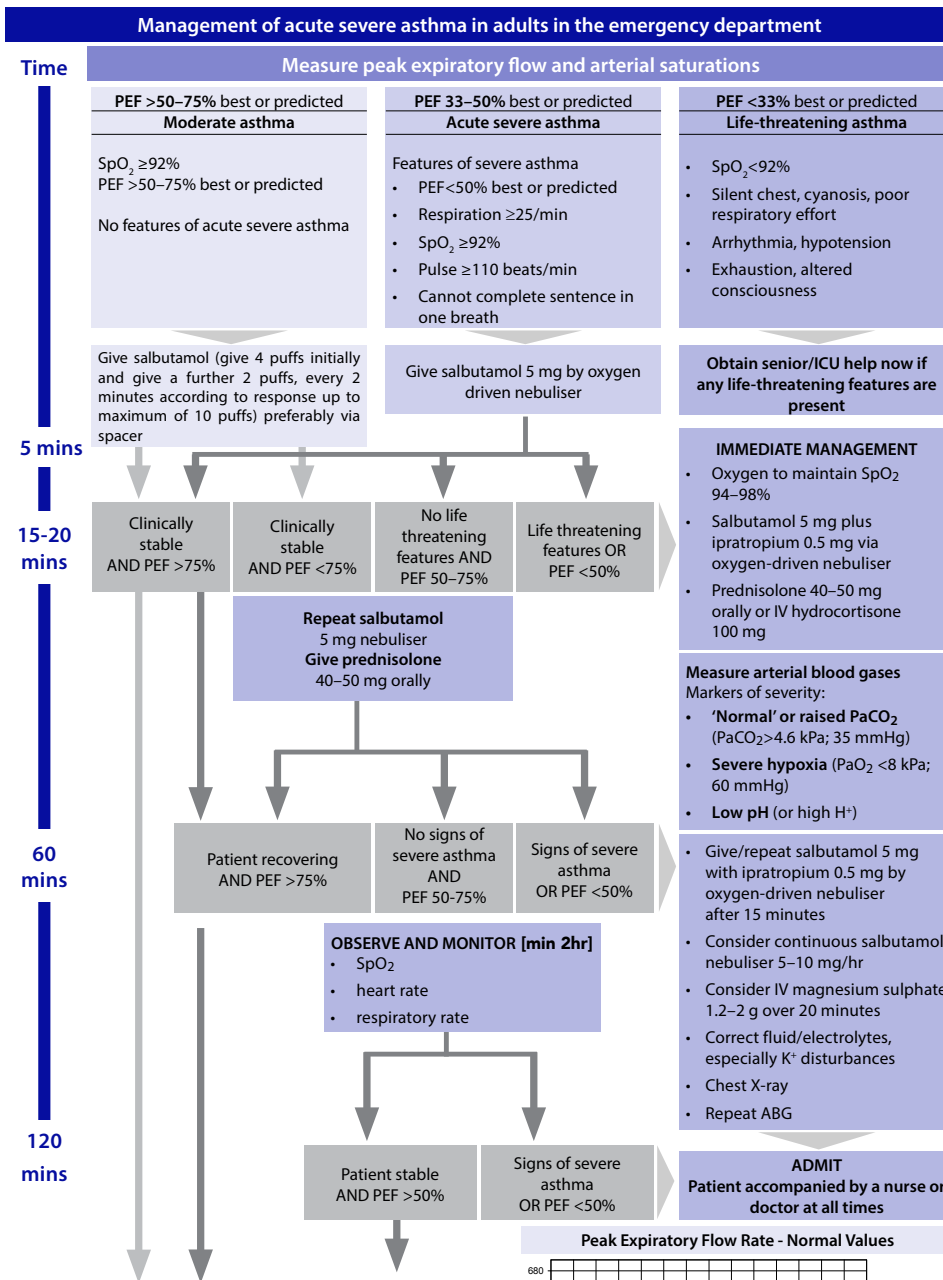 Management of acute severe asthma in adults in the emergency department
Time
Measure peak expiratory flow and arterial saturations
PEF >50–75% best or predicted
Moderate asthma
SpO₂ ≥92%
PEF >50–75% best or predicted
No features of acute severe asthma
PEF 33–50% best or predicted
Acute severe asthma
Features of severe asthma
• PEF<50% best or predicted
• Respiration ≥25/min
• SpO₂ ≥92%
• Pulse ≥110 beats/min
• Cannot complete sentence in
one breath
PEF <33% best or predicted
Life-threatening asthma
• SpO₂<92%
• Silent chest, cyanosis, poor
respiratory effort
• Arrhythmia, hypotension
• Exhaustion, altered
consciousness
Give salbutamol (give 4 puffs initially
and give a further 2 puffs, every 2
minutes according to response up to
maximum of 10 puffs) preferably via
spacer
Give salbutamol 5 mg by oxygen
driven nebuliser
Obtain senior/ICU help now if
any life-threatening features are
present
5 mins
15-20
mins
Clinically
stable
AND PEF >75%
Clinically
stable
AND PEF <75%
No life
threatening
features AND
PEF 50–75%
Life threatening
features OR
PEF <50%
IMMEDIATE MANAGEMENT
• Oxygen to maintain SpO₂
94–98%
• Salbutamol 5 mg plus
ipratropium 0.5 mg via
oxygen-driven nebuliser
• Prednisolone 40–50 mg
orally or IV hydrocortisone
100 mg
Repeat salbutamol
5 mg nebuliser
Give prednisolone
40–50 mg orally
Measure arterial blood gases
Markers of severity:
• 'Normal' or raised PaCO₂
(PaCO₂>4.6 kPa; 35 mmHg)
• Severe hypoxia (PaO₂ <8 kPa;
60 mmHg)
• Low pH (or high H⁺)
60
mins
Patient recovering
AND PEF >75%
No signs of
severe asthma
AND
PEF 50-75%
Signs of severe
asthma
OR PEF <50%
• Give/repeat salbutamol 5 mg
with ipratropium 0.5 mg by
oxygen-driven nebuliser
after 15 minutes
• Consider continuous salbutamol
nebuliser 5–10 mg/hr
• Consider IV magnesium sulphate
1.2–2 g over 20 minutes
• Correct fluid/electrolytes,
especially K⁺ disturbances
• Chest X-ray
• Repeat ABG
OBSERVE AND MONITOR [min 2hr]
• SpO₂
• heart rate
• respiratory rate
120
mins
Patient stable
AND PEF >50%
Signs of severe
asthma
OR PEF <50%
ADMIT
Patient accompanied by a nurse or
doctor at all times
Peak Expiratory Flow Rate - Normal Values
680